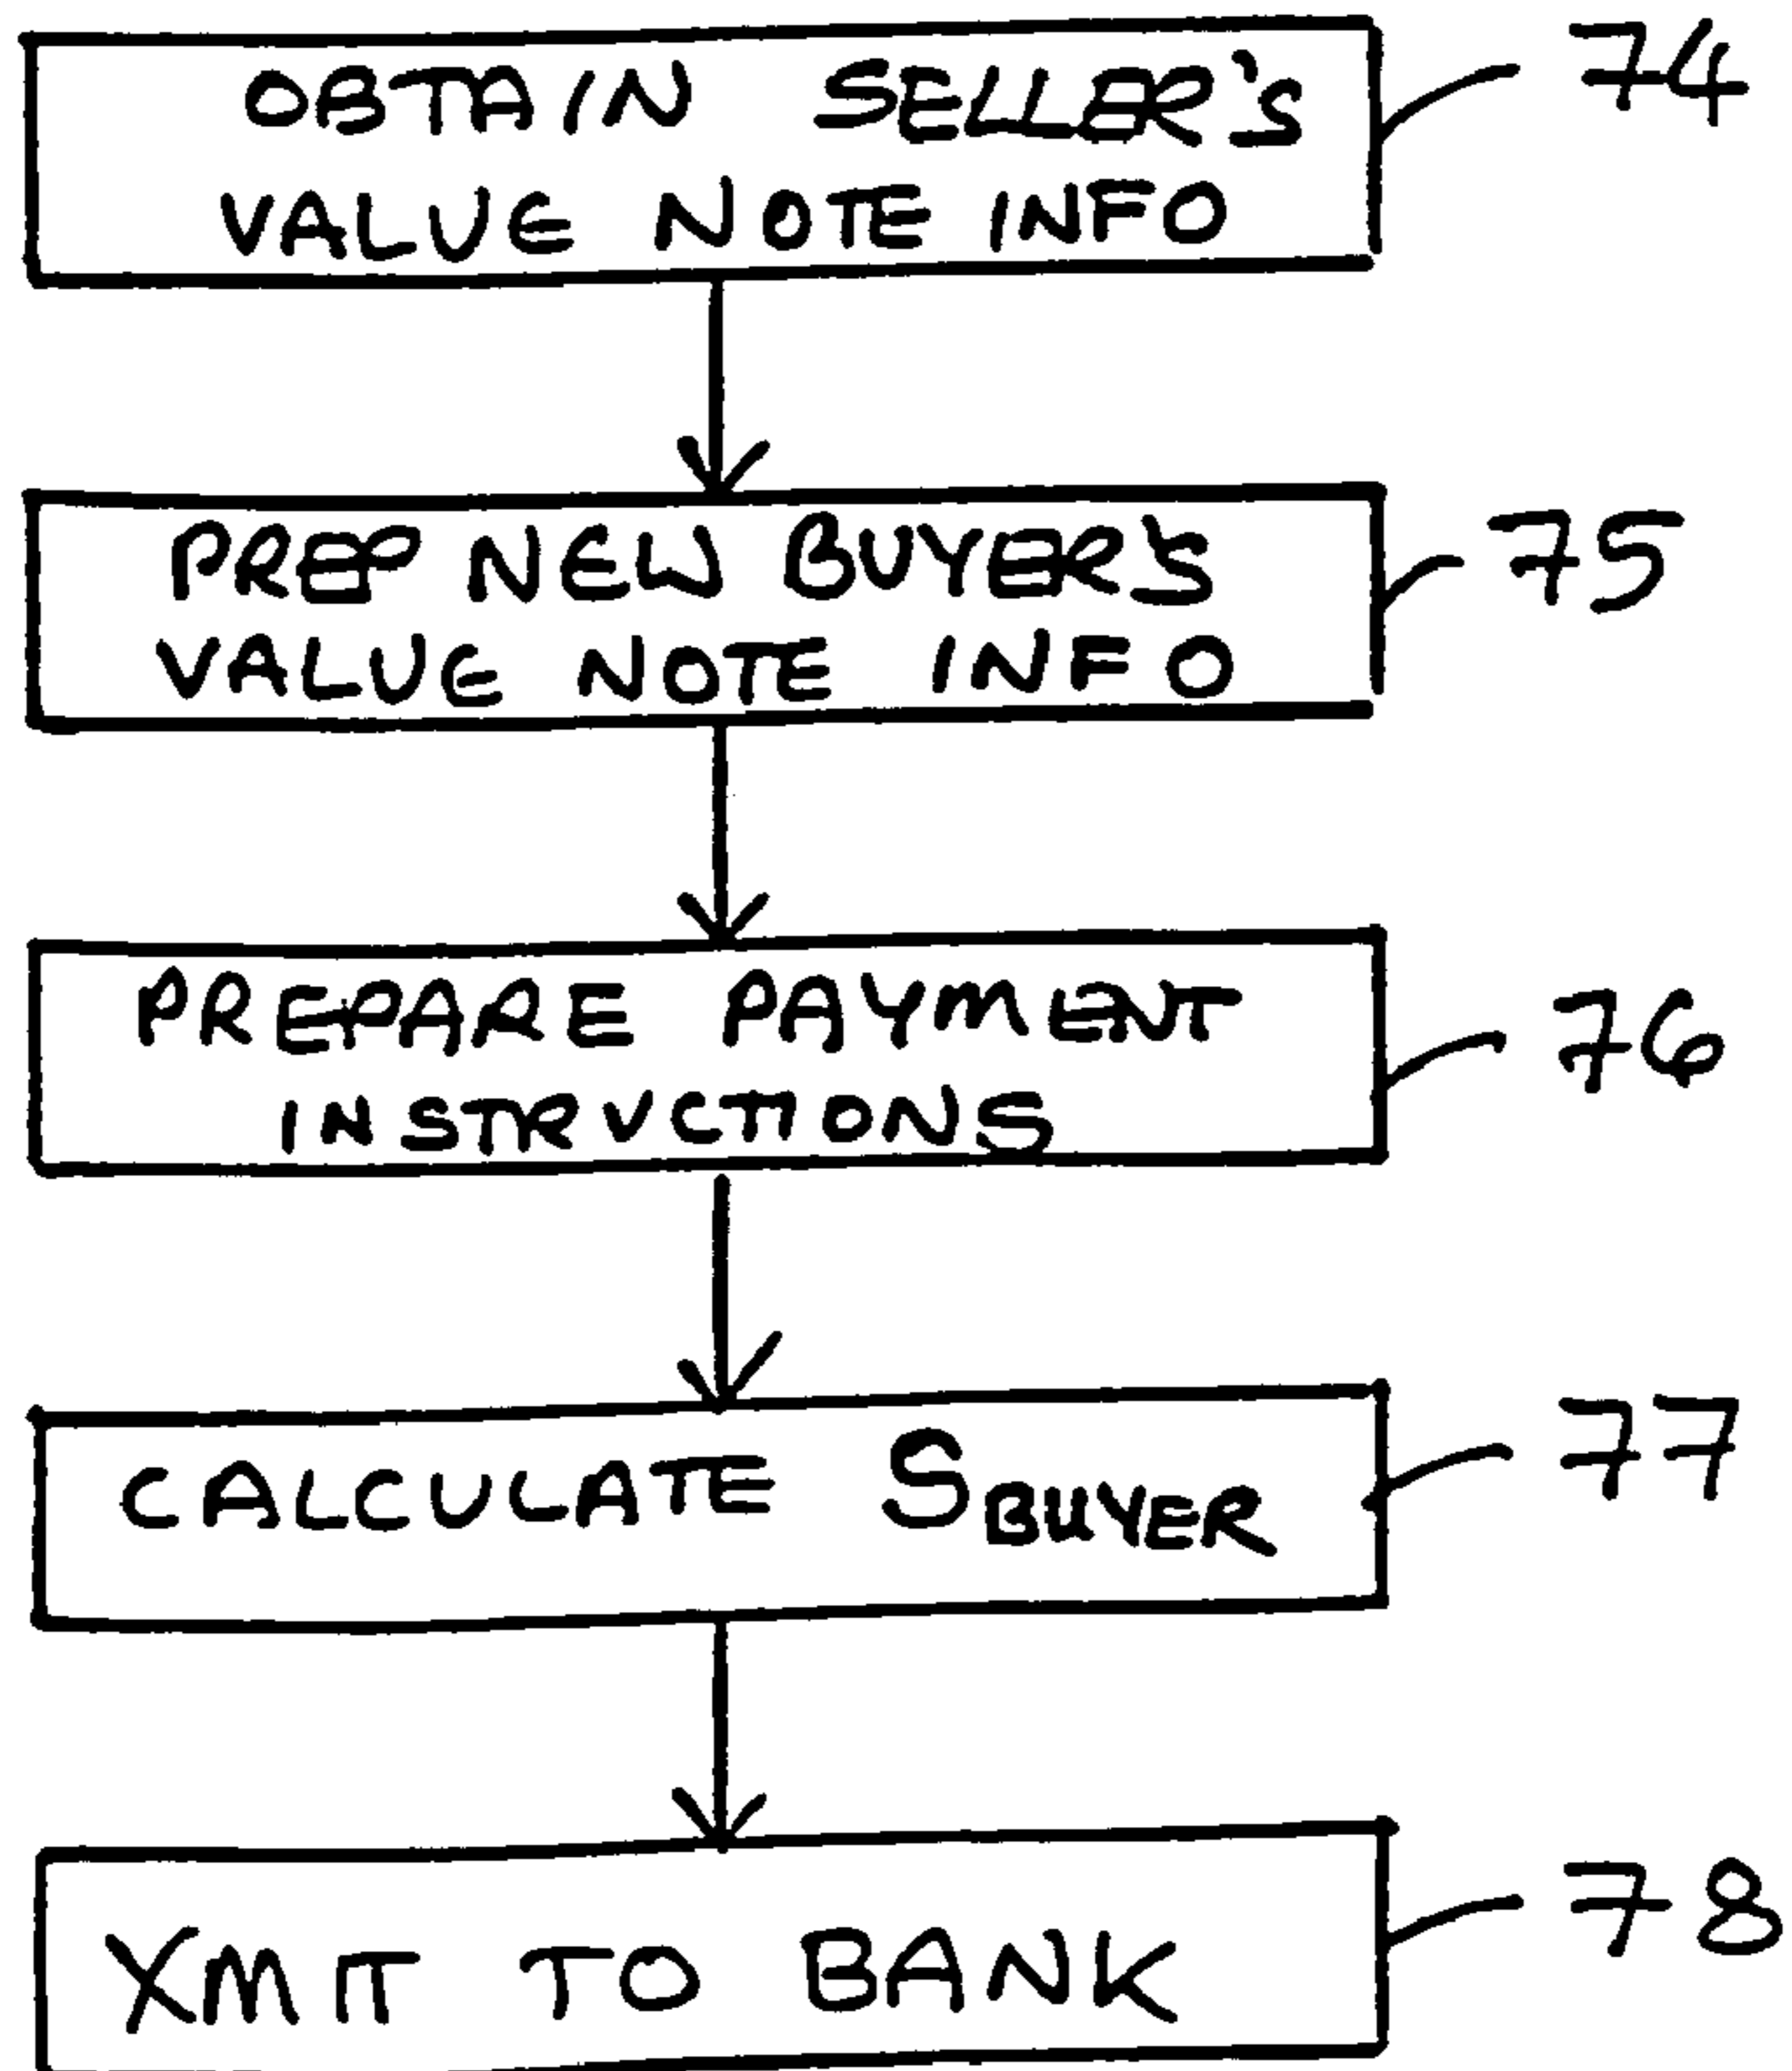 OBTAIN SELLER'S 74
VALUE NOTE INFO
PREP NEW BUYER'S 75
VALUE NOTE INFO
PREPARE PAYMENT 76
INSTRUCTIONS
CALCULATE SBUYER 77
XMIT TO BANK 78